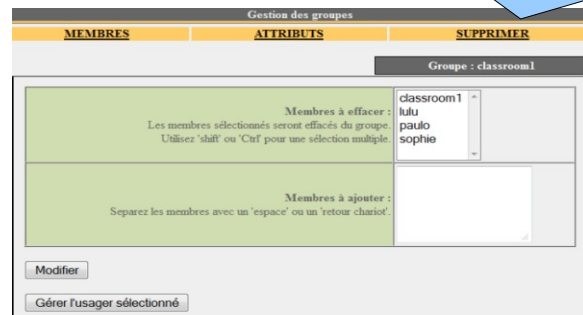 Gestion des groupes
MEMBRES ATTRIBUTS SUPPRIMER
Groupe : classroom1
Membres à effacer :
Les membres sélectionnés seront effacés du groupe.
Utilisez 'shift' ou 'Ctrl' pour une sélection multiple.
classroom1
lulu
paulo
sophie
Membres à ajouter :
Separez les membres avec un 'espace' ou un 'retour chariot'.
Modifier
Gérer l'usager sélectionné